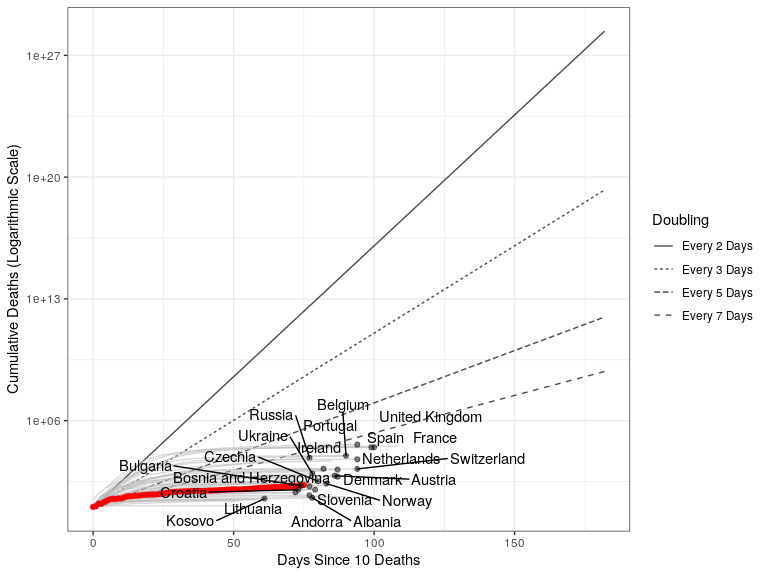 1e+27
1e+20
1e+13
1e+06
Cumulative Deaths (Logarithmic Scale)
Belgium
Russia
United Kingdom
Portugal
Ukraine
Spain
France
Ireland
Czechia
Netherlands
Switzerland
Bulgaria
Bosnia and Herzegovina
Denmark
Austria
Croatia
Slovenia
Norway
Lithuania
Kosovo
Andorra
Albania
0
50
100
150
Days Since 10 Deaths
Doubling
Every 2 Days
Every 3 Days
Every 5 Days
Every 7 Days